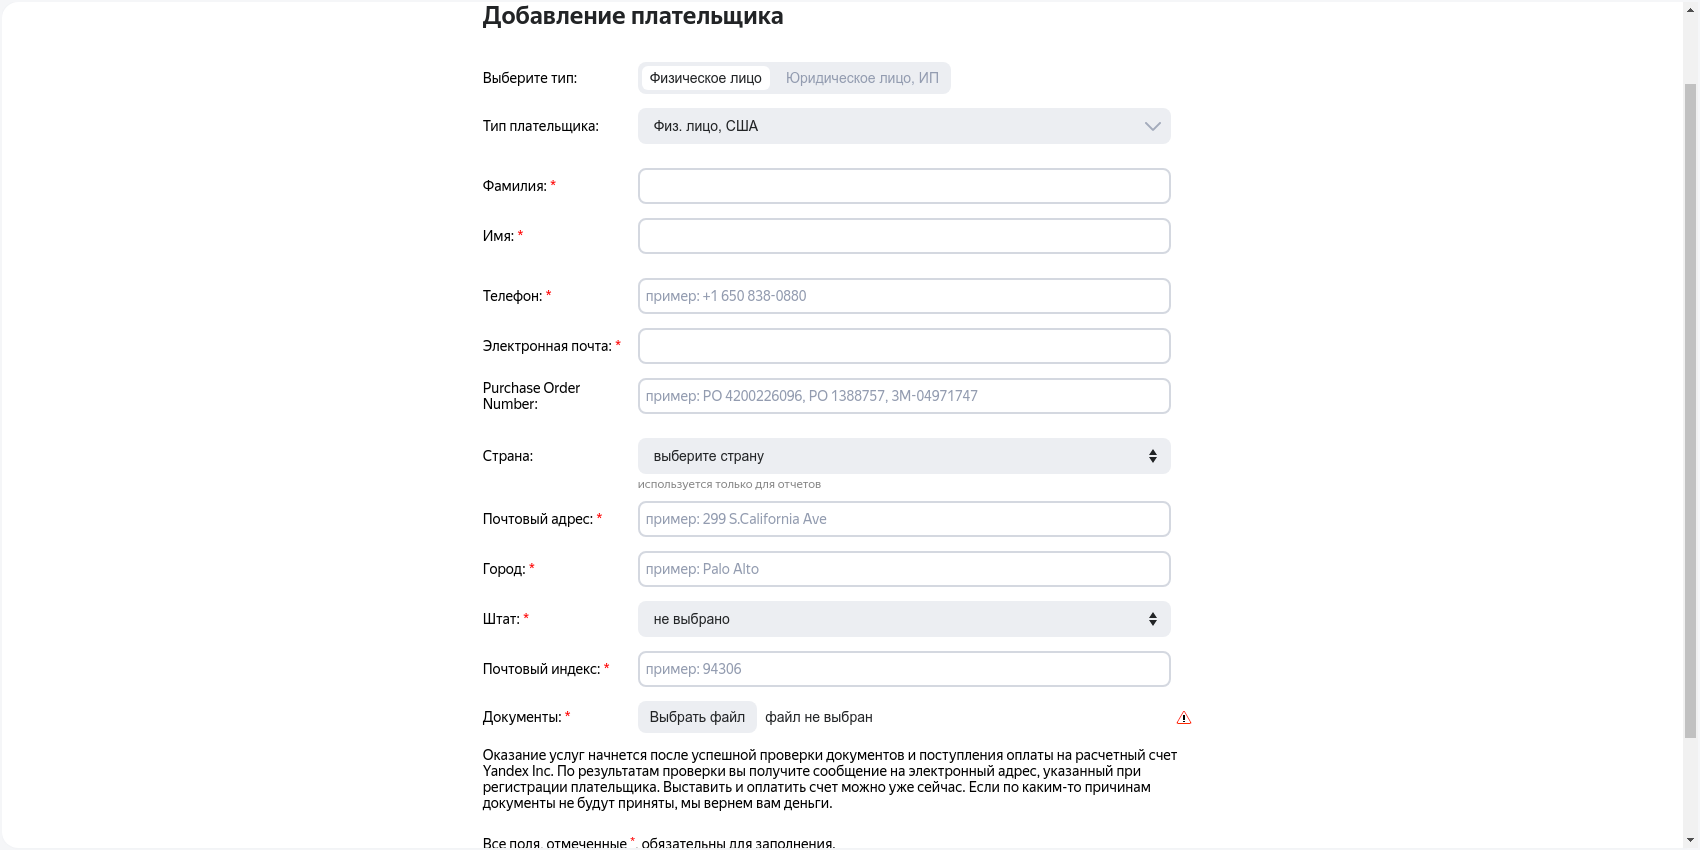 Добавление плательщика
Выберите тип: Физическое лицо Юридическое лицо, ИП
Тип плательщика: Физ. лицо, США
Фамилия: *
Имя: *
Телефон: * пример: +1 650 838-0880
Электронная почта: *
Purchase Order
Number:
пример: PO 4200226096, PO 1388757, 3M-04971747
Страна: выберите страну
используется только для отчетов
Почтовый адрес: * пример: 299 S.California Ave
Город: * пример: Palo Alto
Штат: * не выбрано
Почтовый индекс: * пример: 94306
Документы: * Выбрать файл файл не выбран
Оказание услуг начнется после успешной проверки документов и поступления оплаты на расчетный счет
Yandex Inc. По результатам проверки вы получите сообщение на электронный адрес, указанный при
регистрации плательщика. Выставить и оплатить счет можно уже сейчас. Если по каким-то причинам
документы не будут приняты, мы вернем вам деньги.
Все поля, отмеченные *, обязательны для заполнения.